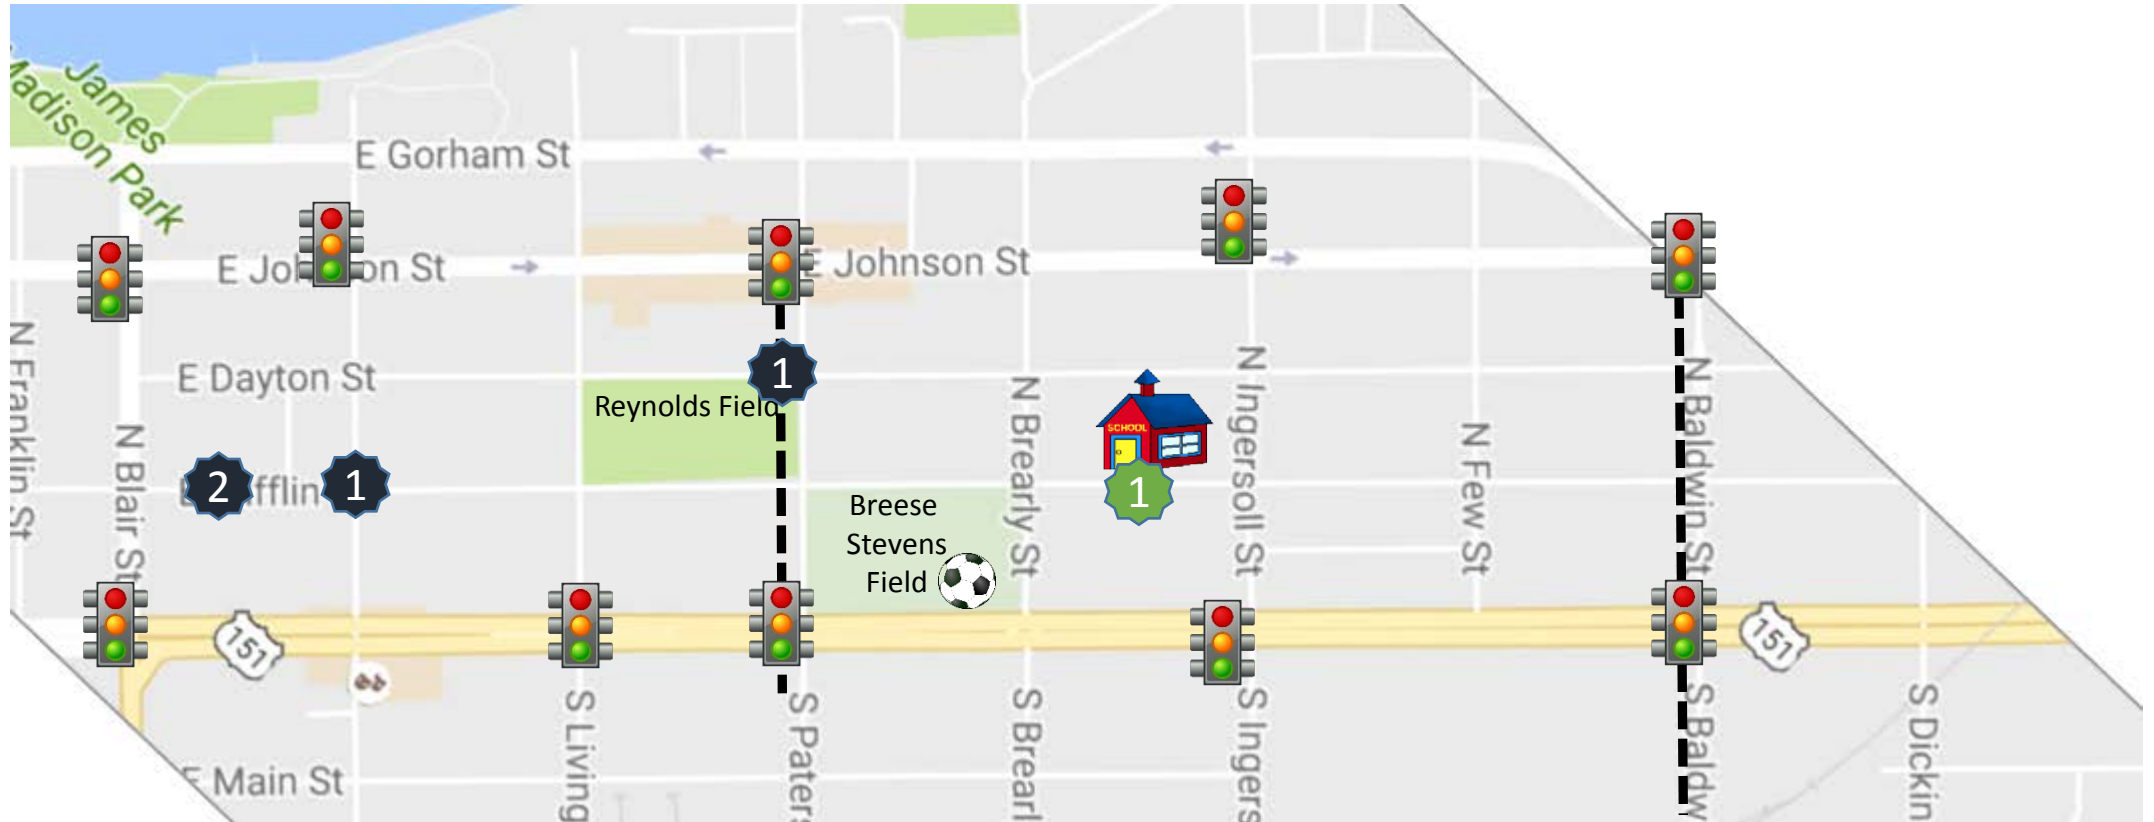 James
Madison Park
E Gorham St
E Jo on St
E Johnson St
E Dayton St
Reynolds Field
1
SCHOOL
2
fflin
1
1
Breese
Stevens
Field
N Franklin St
N Blair St
N Brearly St
N Ingersoll St
N Few St
N Baldwin St
151
151
S Living
S Paters
S Brearl
S Ingers
S Baldw
S Dickin
E Main St